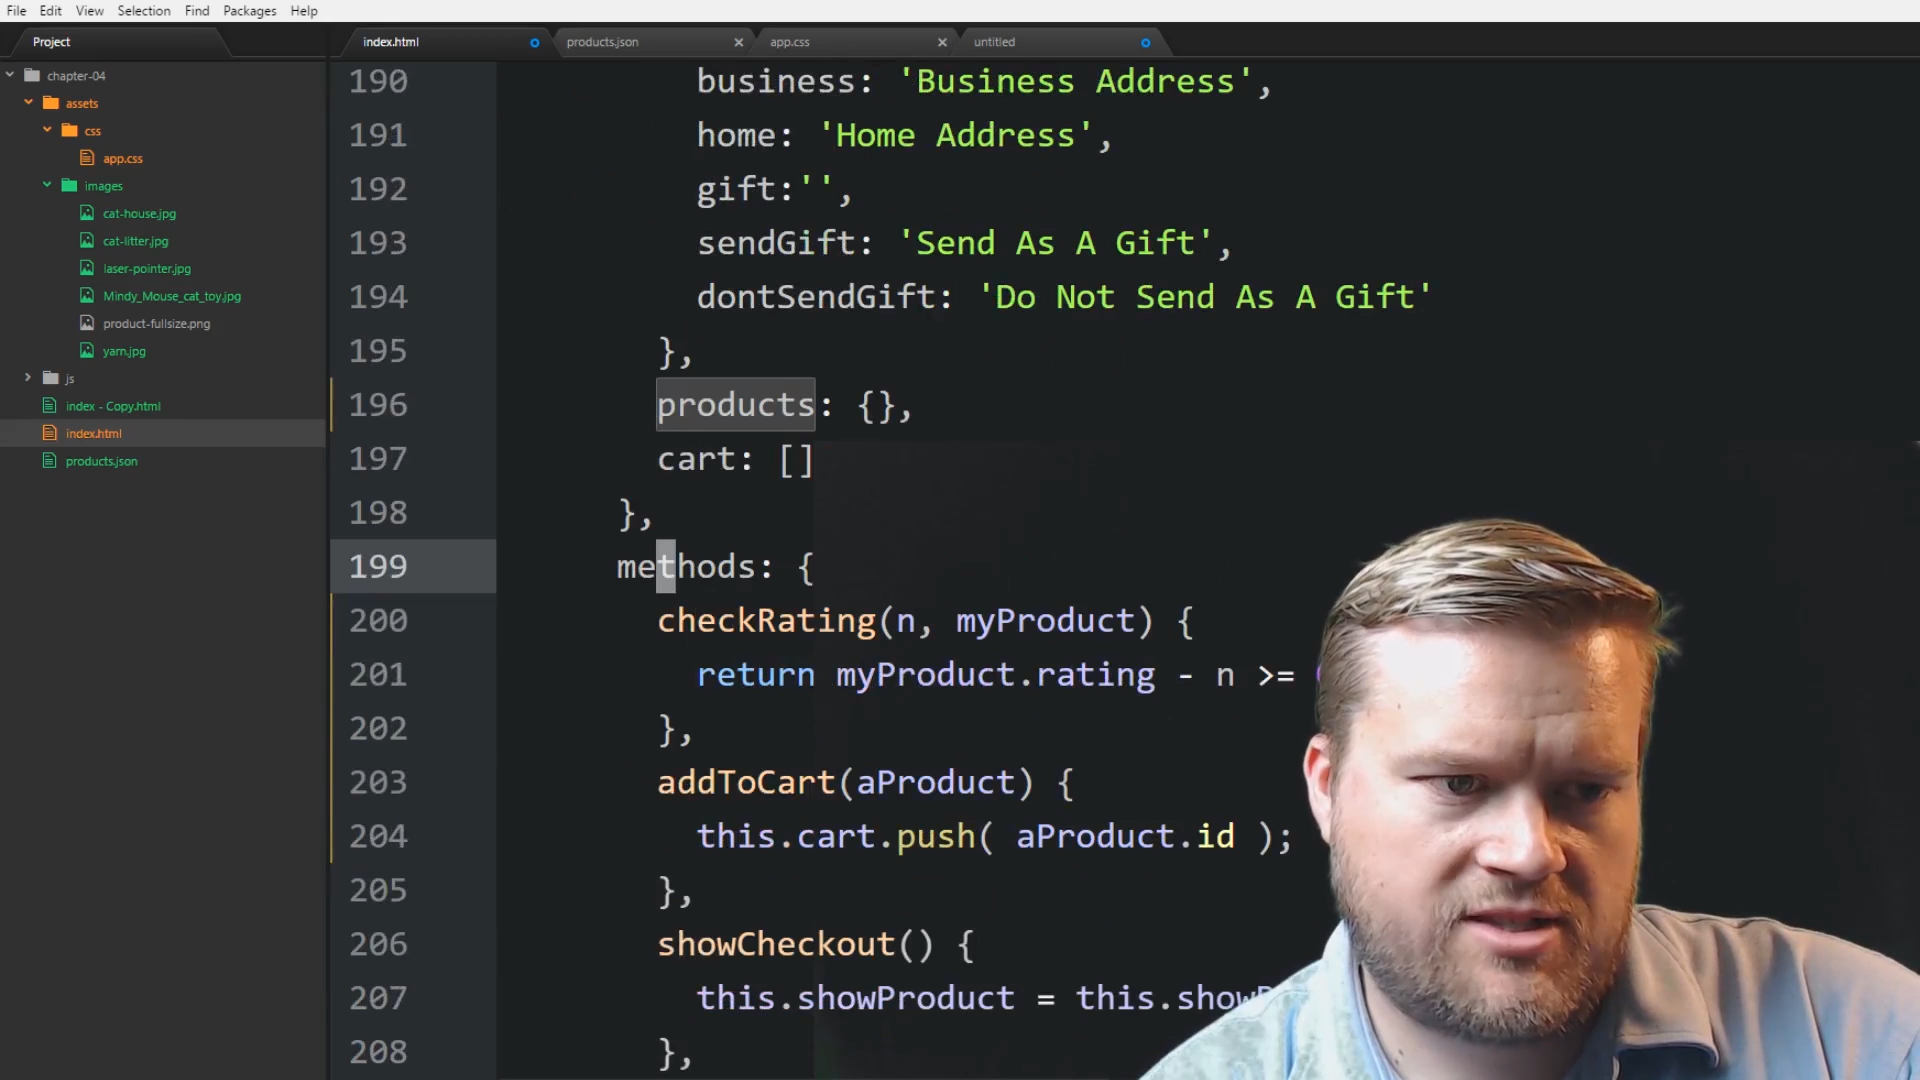 File Edit View Selection Find Packages Help
Project
index.html
products.json
app.css
untitled
chapter-04
assets
css
app.css
images
cat-house.jpg
cat-litter.jpg
laser-pointer.jpg
Mindy_Mouse_cat_toy.jpg
product-fullsize.png
yarn.jpg
js
index - Copy.html
index.html
products.json
190 business: 'Business Address',
191 home: 'Home Address',
192 gift:'',
193 sendGift: 'Send As A Gift',
194 dontSendGift: 'Do Not Send As A Gift'
195 },
196 products: {},
197 cart: []
198 },
199 methods: {
200 checkRating(n, myProduct) {
201 return myProduct.rating - n >=
202 },
203 addToCart(aProduct) {
204 this.cart.push( aProduct.id );
205 },
206 showCheckout() {
207 this.showProduct = this.
208 },